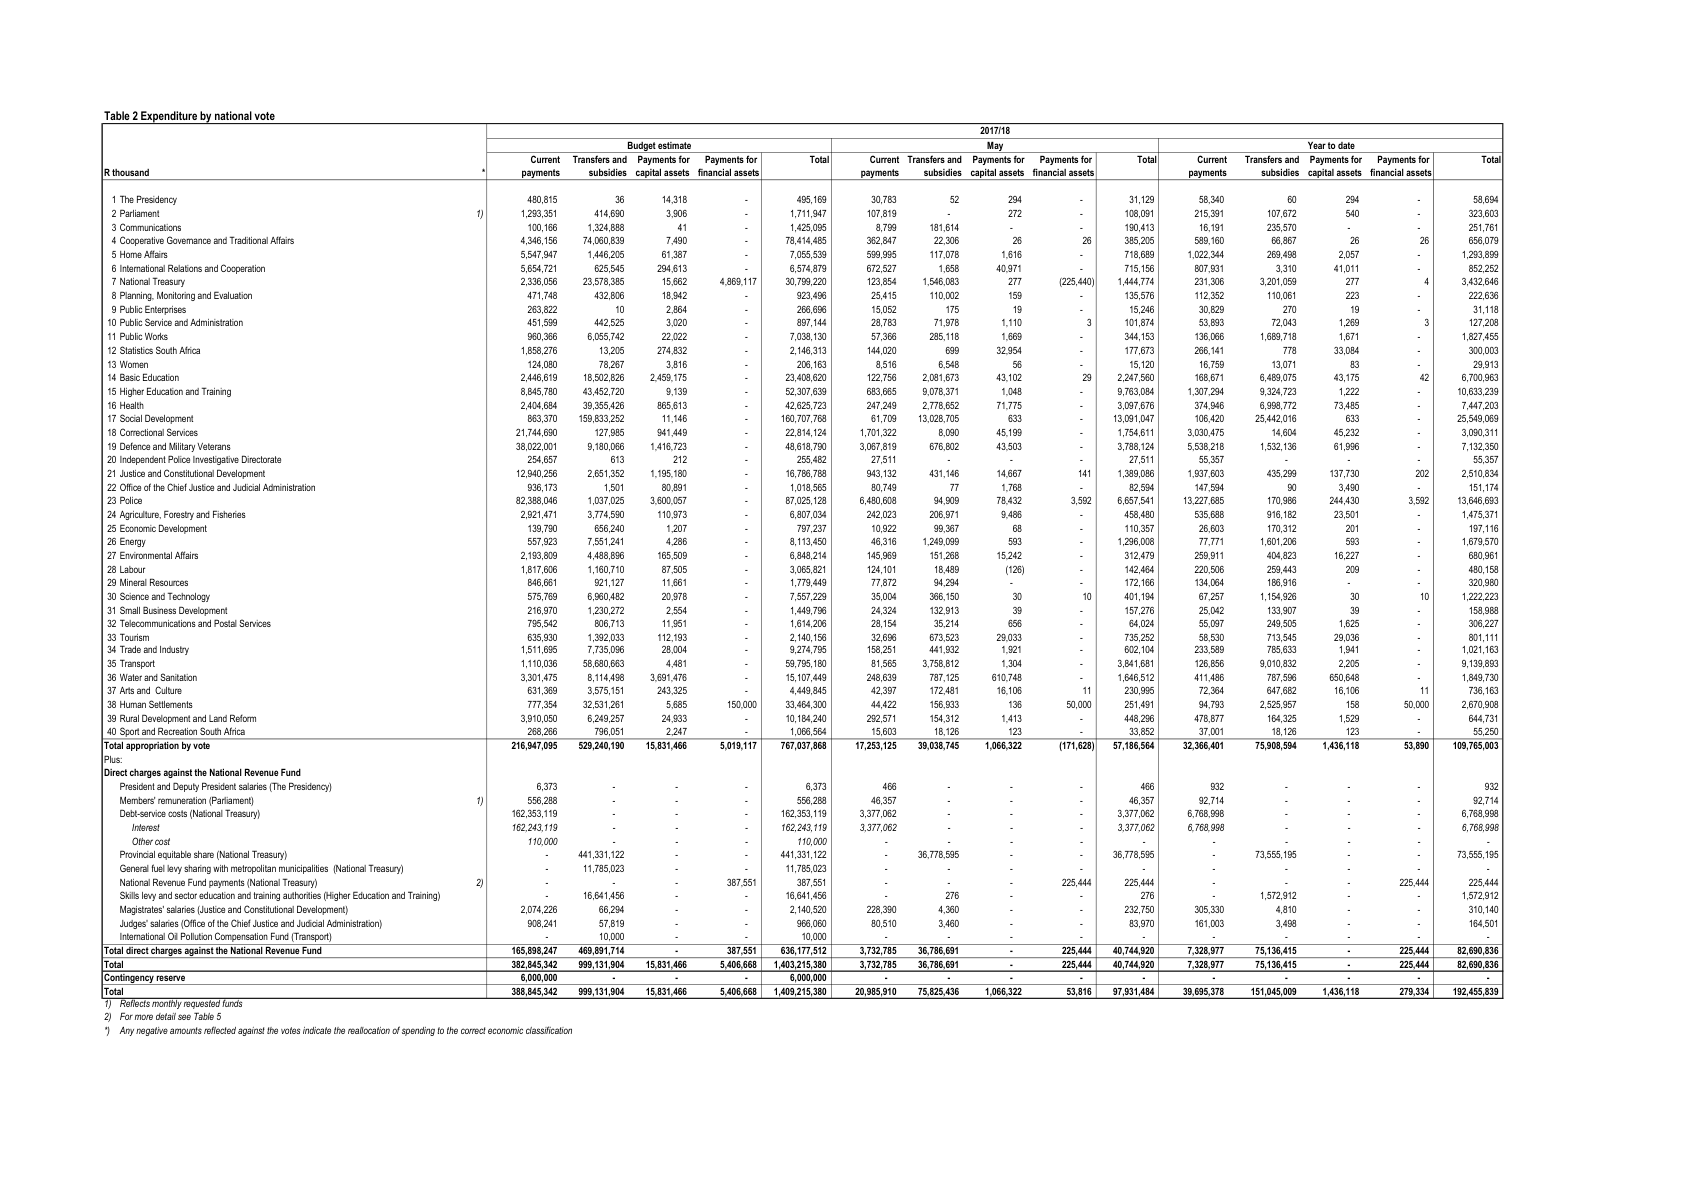 Table 2 Expenditure by national vote
2017/18
Budget estimate May Year to date
Current Transfers and Payments for Payments for Total Current Transfers and Payments for Payments for Total Current Transfers and Payments for Payments for Total
R thousand * payments subsidies capital assets financial assets payments subsidies capital assets financial assets payments subsidies capital assets financial assets
1 The Presidency 480,815 36 14,318 - 495,169 30,783 52 294 - 31,129 58,340 60 294 - 58,694
2 Parliament 1) 1,293,351 414,690 3,906 - 1,711,947 107,819 - 272 - 108,091 215,391 107,672 540 - 323,603
3 Communications 100,166 1,324,888 41 - 1,425,095 8,799 181,614 - - 190,413 16,191 235,570 - - 251,761
4 Cooperative Governance and Traditional Affairs 4,346,156 74,060,839 7,490 - 78,414,485 362,847 22,306 26 26 385,205 589,160 66,867 26 26 656,079
5 Home Affairs 5,547,947 1,446,205 61,387 - 7,055,539 599,995 117,078 1,616 - 718,689 1,022,344 269,498 2,057 - 1,293,899
6 International Relations and Cooperation 5,654,721 625,545 294,613 - 6,574,879 672,527 1,658 40,971 - 715,156 807,931 3,310 41,011 - 852,252
7 National Treasury 2,336,056 23,578,385 15,662 4,869,117 30,799,220 123,854 1,546,083 277 (225,440) 1,444,774 231,306 3,201,059 277 4 3,432,646
8 Planning, Monitoring and Evaluation 471,748 432,806 18,942 - 923,496 25,415 110,002 159 - 135,576 112,352 110,061 223 - 222,636
9 Public Enterprises 263,822 10 2,864 - 266,696 15,052 175 19 - 15,246 30,829 270 19 - 31,118
10 Public Service and Administration 451,599 442,525 3,020 - 897,144 28,783 71,978 1,110 3 101,874 53,893 72,043 1,269 3 127,208
11 Public Works 960,366 6,055,742 22,022 - 7,038,130 57,366 285,118 1,669 - 344,153 136,066 1,689,718 1,671 - 1,827,455
12 Statistics South Africa 1,858,276 13,205 274,832 - 2,146,313 144,020 699 32,954 - 177,673 266,141 778 33,084 - 300,003
13 Women 124,080 78,267 3,816 - 206,163 8,516 6,548 56 - 15,120 16,759 13,071 83 - 29,913
14 Basic Education 2,446,619 18,502,826 2,459,175 - 23,408,620 122,756 2,081,673 43,102 29 2,247,560 168,671 6,489,075 43,175 42 6,700,963
15 Higher Education and Training 8,845,780 43,452,720 9,139 - 52,307,639 683,665 9,078,371 1,048 - 9,763,084 1,307,294 9,324,723 1,222 - 10,633,239
16 Health 2,404,684 39,355,426 865,613 - 42,625,723 247,249 2,778,652 71,775 - 3,097,676 374,946 6,998,772 73,485 - 7,447,203
17 Social Development 863,370 159,833,252 11,146 - 160,707,768 61,709 13,028,705 633 - 13,091,047 106,420 25,442,016 633 - 25,549,069
18 Correctional Services 21,744,690 127,985 941,449 - 22,814,124 1,701,322 8,090 45,199 - 1,754,611 3,030,475 14,604 45,232 - 3,090,311
19 Defence and Military Veterans 38,022,001 9,180,066 1,416,723 - 48,618,790 3,067,819 676,802 43,503 - 3,788,124 5,538,218 1,532,136 61,996 - 7,132,350
20 Independent Police Investigative Directorate 254,657 613 212 - 255,482 27,511 - - - 27,511 55,357 - - - 55,357
21 Justice and Constitutional Development 12,940,256 2,651,352 1,195,180 - 16,786,788 943,132 431,146 14,667 141 1,389,086 1,937,603 435,299 137,730 202 2,510,834
22 Office of the Chief Justice and Judicial Administration 936,173 1,501 80,891 - 1,018,565 80,749 77 1,768 - 82,594 147,594 90 3,490 - 151,174
23 Police 82,388,046 1,037,025 3,600,057 - 87,025,128 6,480,608 94,909 78,432 3,592 6,657,541 13,227,685 170,986 244,430 3,592 13,646,693
24 Agriculture, Forestry and Fisheries 2,921,471 3,774,590 110,973 - 6,807,034 242,023 206,971 9,486 - 458,480 535,688 916,182 23,501 - 1,475,371
25 Economic Development 139,790 656,240 1,207 - 797,237 10,922 99,367 68 - 110,357 26,603 170,312 201 - 197,116
26 Energy 557,923 7,551,241 4,286 - 8,113,450 46,316 1,249,099 593 - 1,296,008 77,771 1,601,206 593 - 1,679,570
27 Environmental Affairs 2,193,809 4,488,896 165,509 - 6,848,214 145,969 151,268 15,242 - 312,479 259,911 404,823 16,227 - 680,961
28 Labour 1,817,606 1,160,710 87,505 - 3,065,821 124,101 18,489 (126) - 142,464 220,506 259,443 209 - 480,158
29 Mineral Resources 846,661 921,127 11,661 - 1,779,449 77,872 94,294 - - 172,166 134,064 186,916 - - 320,980
30 Science and Technology 575,769 6,960,482 20,978 - 7,557,229 35,004 366,150 30 10 401,194 67,257 1,154,926 30 10 1,222,223
31 Small Business Development 216,970 1,230,272 2,554 - 1,449,796 24,324 132,913 39 - 157,276 25,042 133,907 39 - 158,988
32 Telecommunications and Postal Services 795,542 806,713 11,951 - 1,614,206 28,154 35,214 656 - 64,024 55,097 249,505 1,625 - 306,227
33 Tourism 635,930 1,392,033 112,193 - 2,140,156 32,696 673,523 29,033 - 735,252 58,530 713,545 29,036 - 801,111
34 Trade and Industry 1,511,695 7,735,096 28,004 - 9,274,795 158,251 441,932 1,921 - 602,104 233,589 785,633 1,941 - 1,021,163
35 Transport 1,110,036 58,680,663 4,481 - 59,795,180 81,565 3,758,812 1,304 - 3,841,681 126,856 9,010,832 2,205 - 9,139,893
36 Water and Sanitation 3,301,475 8,114,498 3,691,476 - 15,107,449 248,639 787,125 610,748 - 1,646,512 411,486 787,596 650,648 - 1,849,730
37 Arts and Culture 631,369 3,575,151 243,325 - 4,449,845 42,397 172,481 16,106 11 230,995 72,364 647,682 16,106 11 736,163
38 Human Settlements 777,354 32,531,261 5,685 150,000 33,464,300 44,422 156,933 136 50,000 251,491 94,793 2,525,957 158 50,000 2,670,908
39 Rural Development and Land Reform 3,910,050 6,249,257 24,933 - 10,184,240 292,571 154,312 1,413 - 448,296 478,877 164,325 1,529 - 644,731
40 Sport and Recreation South Africa 268,266 796,051 2,247 - 1,066,564 15,603 18,126 123 - 33,852 37,001 18,126 123 - 55,250
Total appropriation by vote 216,947,095 529,240,190 15,831,466 5,019,117 767,037,868 17,253,125 39,038,745 1,066,322 (171,628) 57,186,564 32,366,401 75,908,594 1,436,118 53,890 109,765,003
Plus:
Direct charges against the National Revenue Fund
President and Deputy President salaries (The Presidency) 6,373 - - - 6,373 466 - - - 466 932 - - - 932
Members' remuneration (Parliament) 1) 556,288 - - - 556,288 46,357 - - - 46,357 92,714 - - - 92,714
Debt-service costs (National Treasury) 162,353,119 - - - 162,353,119 3,377,062 - - - 3,377,062 6,768,998 - - - 6,768,998
Interest 162,243,119 - - - 162,243,119 3,377,062 - - - 3,377,062 6,768,998 - - - 6,768,998
Other cost 110,000 - - - 110,000 - - - - - - - - - -
Provincial equitable share (National Treasury) - 441,331,122 - - 441,331,122 - 36,778,595 - - 36,778,595 - 73,555,195 - - 73,555,195
General fuel levy sharing with metropolitan municipalities (National Treasury) - 11,785,023 - - 11,785,023 - - - - - - - - - -
National Revenue Fund payments (National Treasury) 2) - - - 387,551 387,551 - - - 225,444 225,444 - - - 225,444 225,444
Skills levy and sector education and training authorities (Higher Education and Training) - 16,641,456 - - 16,641,456 - 276 - - 276 - 1,572,912 - - 1,572,912
Magistrates' salaries (Justice and Constitutional Development) 2,074,226 66,294 - - 2,140,520 228,390 4,360 - - 232,750 305,330 4,810 - - 310,140
Judges' salaries (Office of the Chief Justice and Judicial Administration) 908,241 57,819 - - 966,060 80,510 3,460 - - 83,970 161,003 3,498 - - 164,501
International Oil Pollution Compensation Fund (Transport) - 10,000 - - 10,000 - - - - - - - - - -
Total direct charges against the National Revenue Fund 165,898,247 469,891,714 - 387,551 636,177,512 3,732,785 36,786,691 - 225,444 40,744,920 7,328,977 75,136,415 - 225,444 82,690,836
Total 382,845,342 999,131,904 15,831,466 5,406,668 1,403,215,380 3,732,785 36,786,691 - 225,444 40,744,920 7,328,977 75,136,415 - 225,444 82,690,836
Contingency reserve 6,000,000 - - - 6,000,000 - - - - - - - - - -
Total 388,845,342 999,131,904 15,831,466 5,406,668 1,409,215,380 20,985,910 75,825,436 1,066,322 53,816 97,931,484 39,695,378 151,045,009 1,436,118 279,334 192,455,839
1) Reflects monthly requested funds
2) For more detail see Table 5
*) Any negative amounts reflected against the votes indicate the reallocation of spending to the correct economic classification